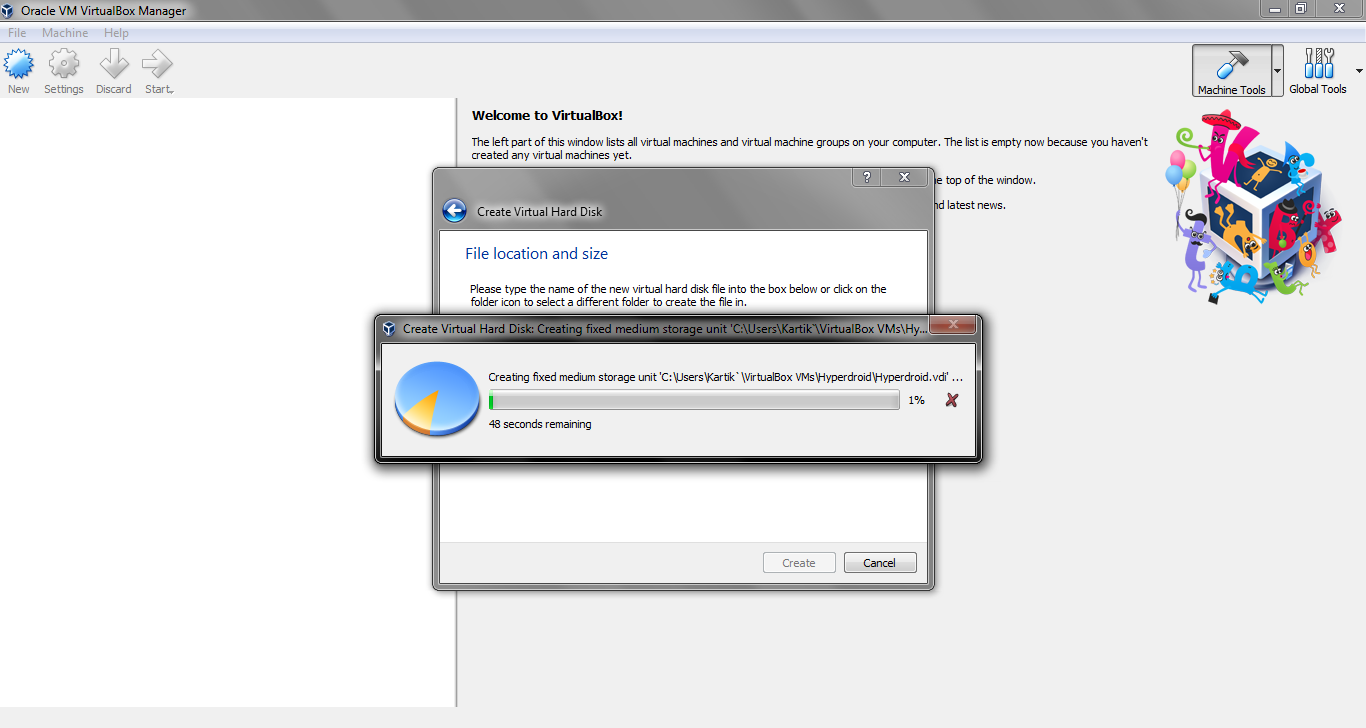 Oracle VM VirtualBox Manager
File Machine Help
New Settings Discard Start
Machine Tools Global Tools
Welcome to VirtualBox!
The left part of this window lists all virtual machines and virtual machine groups on your computer. The list is empty now because you haven't
created any virtual machines yet.
e top of the window.
nd latest news.
?
Create Virtual Hard Disk
File location and size
Please type the name of the new virtual hard disk file into the box below or click on the
folder icon to select a different folder to create the file in.
Create Virtual Hard Disk: Creating fixed medium storage unit 'C:\Users\Kartik`\VirtualBox VMs\Hy...
Creating fixed medium storage unit 'C:\Users\Kartik`\VirtualBox VMs\Hyperdroid\Hyperdroid.vdi' ...
1%
48 seconds remaining
Create Cancel